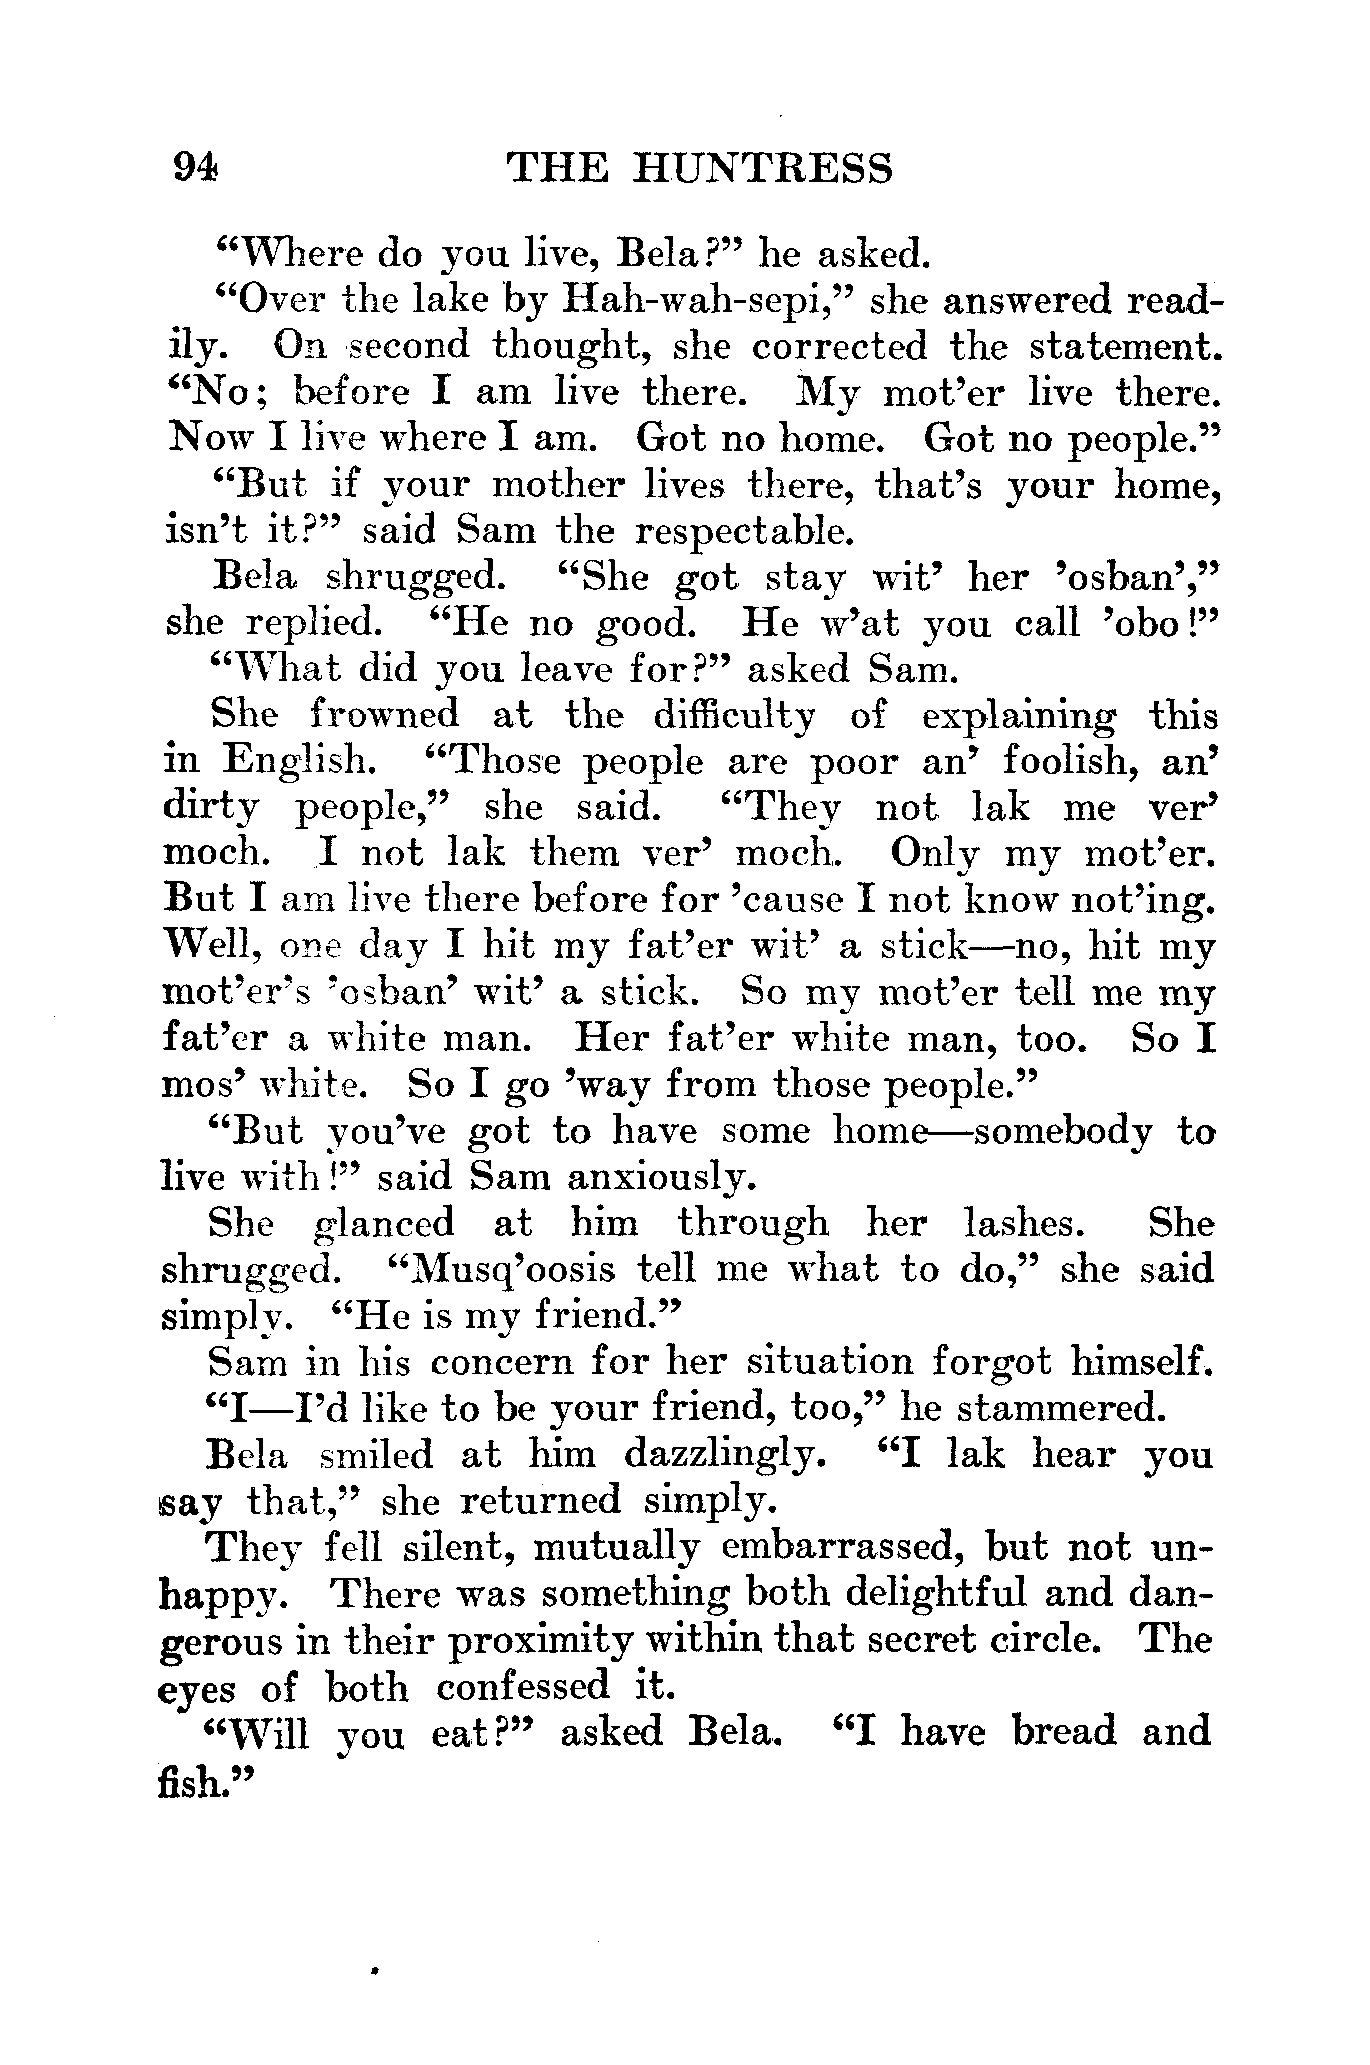 94 THE HUNTRESS
“Where do you live, Bela?” he asked.
“Over the lake by Hah-wah-sepi,” she answered read-
ily. On second thought, she corrected the statement.
“No; before I am live there. My mot’er live there.
Now I live where I am. Got no home. Got no people.”
“But if your mother lives there, that’s your home,
isn’t it?” said Sam the respectable.
Bela shrugged. “She got stay wit’ her ’osban’,”
she replied. “He no good. He w’at you call ’obo!”
“What did you leave for?” asked Sam.
She frowned at the difficulty of explaining this
in English. “Those people are poor an’ foolish, an’
dirty people,” she said. “They not lak me ver’
moch. I not lak them ver’ moch. Only my mot’er.
But I am live there before for ’cause I not know not’ing.
Well, one day I hit my fat’er wit’ a stick—no, hit my
mot’er’s ’osban’ wit’ a stick. So my mot’er tell me my
fat’er a white man. Her fat’er white man, too. So I
mos’ white. So I go ’way from those people.”
“But you’ve got to have some home—somebody to
live with!” said Sam anxiously.
She glanced at him through her lashes. She
shrugged. “Musq’oosis tell me what to do,” she said
simply. “He is my friend.”
Sam in his concern for her situation forgot himself.
“I—I’d like to be your friend, too,” he stammered.
Bela smiled at him dazzlingly. “I lak hear you
say that,” she returned simply.
They fell silent, mutually embarrassed, but not un-
happy. There was something both delightful and dan-
gerous in their proximity within that secret circle. The
eyes of both confessed it.
“Will you eat?” asked Bela. “I have bread and
fish.”